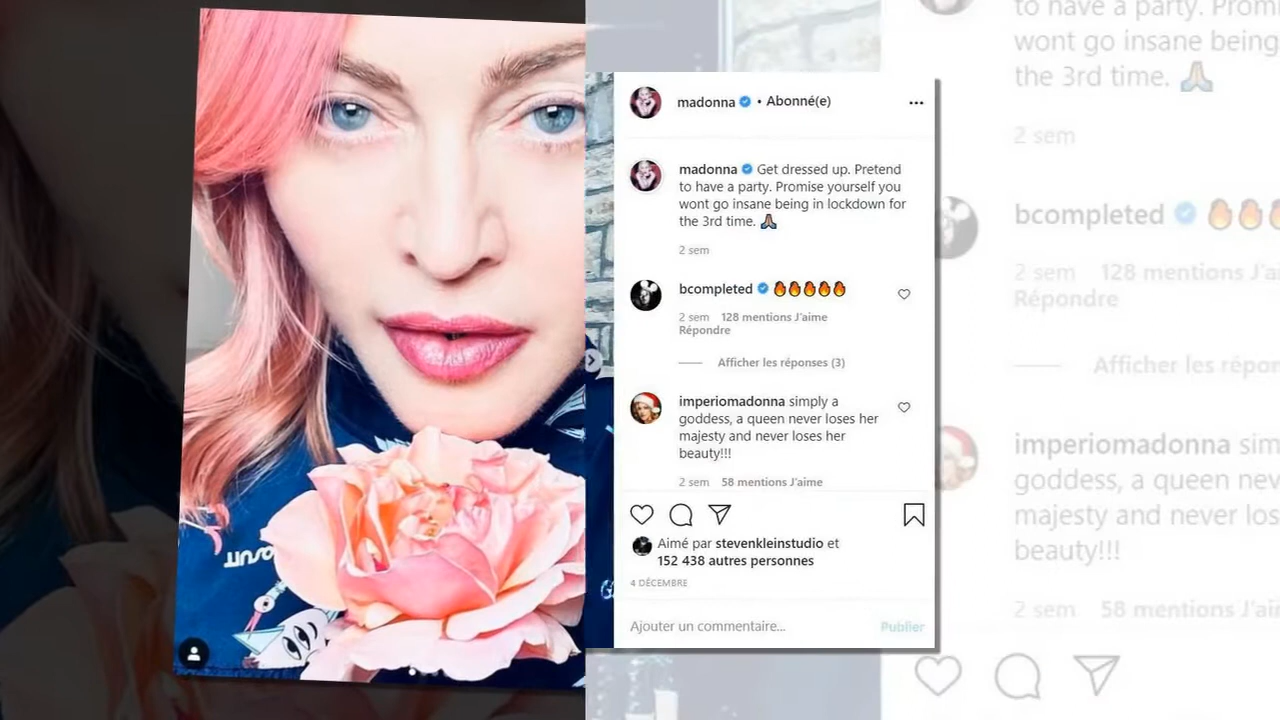 madonna • Abonné(e)
madonna Get dressed up. Pretend
to have a party. Promise yourself you
wont go insane being in lockdown for
the 3rd time. 🙏
2 sem
bcompleted 🔥🔥🔥🔥🔥
2 sem 128 mentions J’aime
Répondre
Afficher les réponses (3)
imperiomadonna simply a
goddess, a queen never loses her
majesty and never loses her
beauty!!!
2 sem 58 mentions J’aime
Aimé par stevenkleinstudio et
152 438 autres personnes
4 DÉCEMBRE
Ajouter un commentaire...
Publier
to have a party. Promi
wont go insane being
the 3rd time. 🙏
2 sem
bcompleted 🔥🔥🔥
2 sem 128 mentions J’a
Répondre
Afficher les répon
imperiomadonna sim
goddess, a queen nev
majesty and never los
beauty!!!
2 sem 58 mentions J’ai